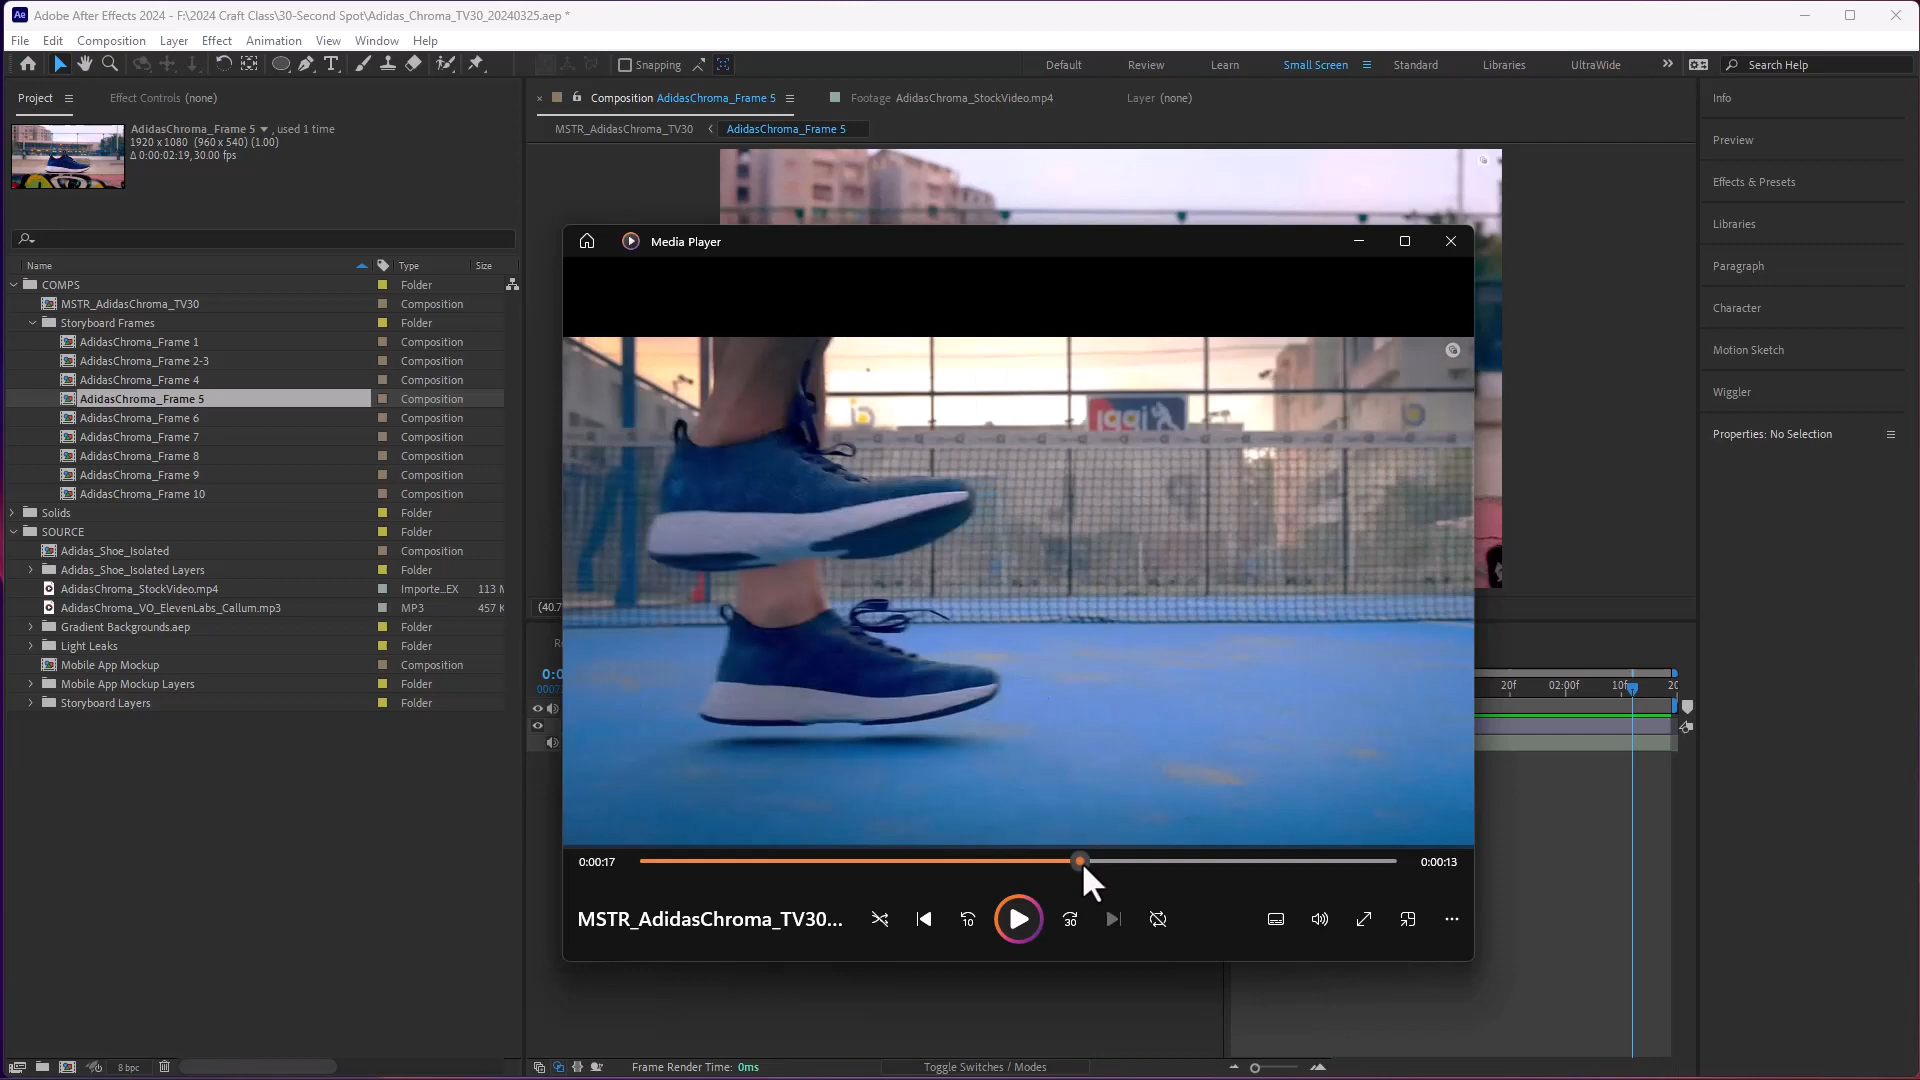 Adobe After Effects 2024 - F:\2024 Craft Class\30-Second Spot\Adidas_Chroma_TV30_20240325.aep *
File Edit Composition Layer Effect Animation View Window Help
Snapping Default Review Learn Small Screen Standard Libraries UltraWide Search Help
Project Effect Controls (none)
Composition AdidasChroma_Frame 5 Footage AdidasChroma_StockVideo.mp4 Layer (none)
MSTR_AdidasChroma_TV30 AdidasChroma_Frame 5
AdidasChroma_Frame 5 , used 1 time
1920 x 1080 (960 x 540) (1.00)
Δ 0:00:02:19, 30.00 fps
Name Type Size
COMPS Folder
MSTR_AdidasChroma_TV30 Composition
Storyboard Frames Folder
AdidasChroma_Frame 1 Composition
AdidasChroma_Frame 2-3 Composition
AdidasChroma_Frame 4 Composition
AdidasChroma_Frame 5 Composition
AdidasChroma_Frame 6 Composition
AdidasChroma_Frame 7 Composition
AdidasChroma_Frame 8 Composition
AdidasChroma_Frame 9 Composition
AdidasChroma_Frame 10 Composition
Solids Folder
SOURCE Folder
Adidas_Shoe_Isolated Composition
Adidas_Shoe_Isolated Layers Folder
AdidasChroma_StockVideo.mp4 Importe...EX 113 M
AdidasChroma_VO_ElevenLabs_Callum.mp3 MP3 457 K
Gradient Backgrounds.aep Folder
Light Leaks Folder
Mobile App Mockup Composition
Mobile App Mockup Layers Folder
Storyboard Layers Folder
8 bpc
Media Player
0:00:17 0:00:13
MSTR_AdidasChroma_TV30...
10
30
(40.7
20f 02:00f 10f
Frame Render Time: 0ms Toggle Switches / Modes
Info
Preview
Effects & Presets
Libraries
Paragraph
Character
Motion Sketch
Wiggler
Properties: No Selection